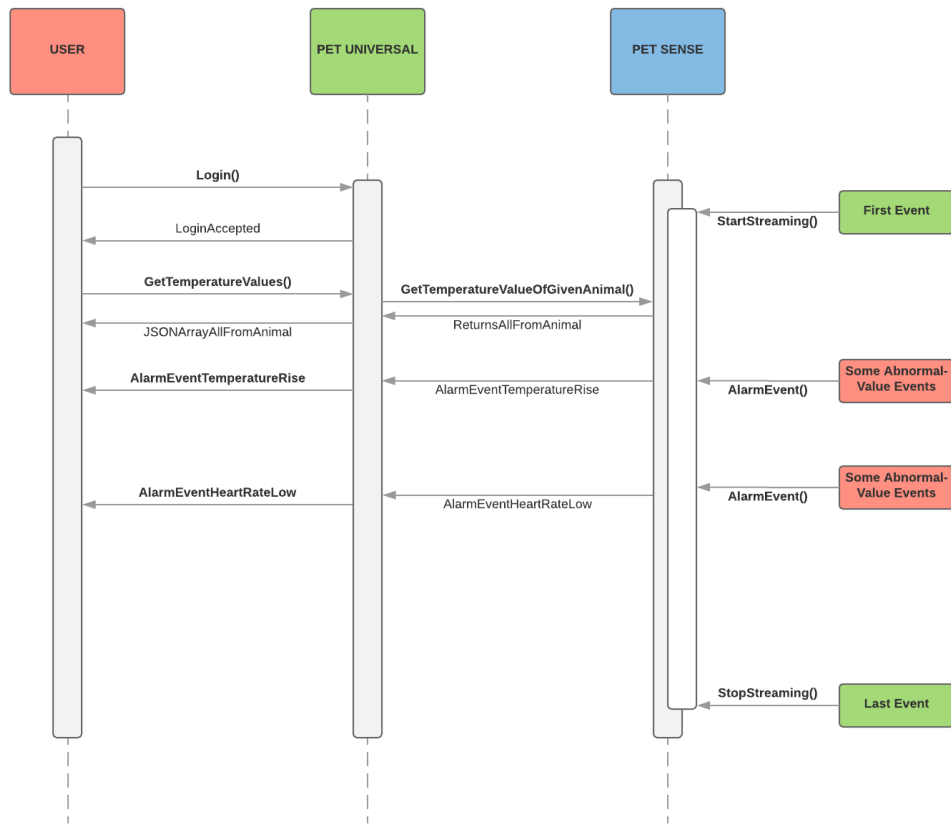 USER
PET UNIVERSAL
PET SENSE
Login()
First Event
StartStreaming()
LoginAccepted
GetTemperatureValues()
GetTemperatureValueOfGivenAnimal()
JSONArrayAllFromAnimal
ReturnsAllFromAnimal
AlarmEventTemperatureRise
AlarmEventTemperatureRise
AlarmEvent()
Some Abnormal-
Value Events
AlarmEventHeartRateLow
AlarmEventHeartRateLow
AlarmEvent()
Some Abnormal-
Value Events
StopStreaming()
Last Event